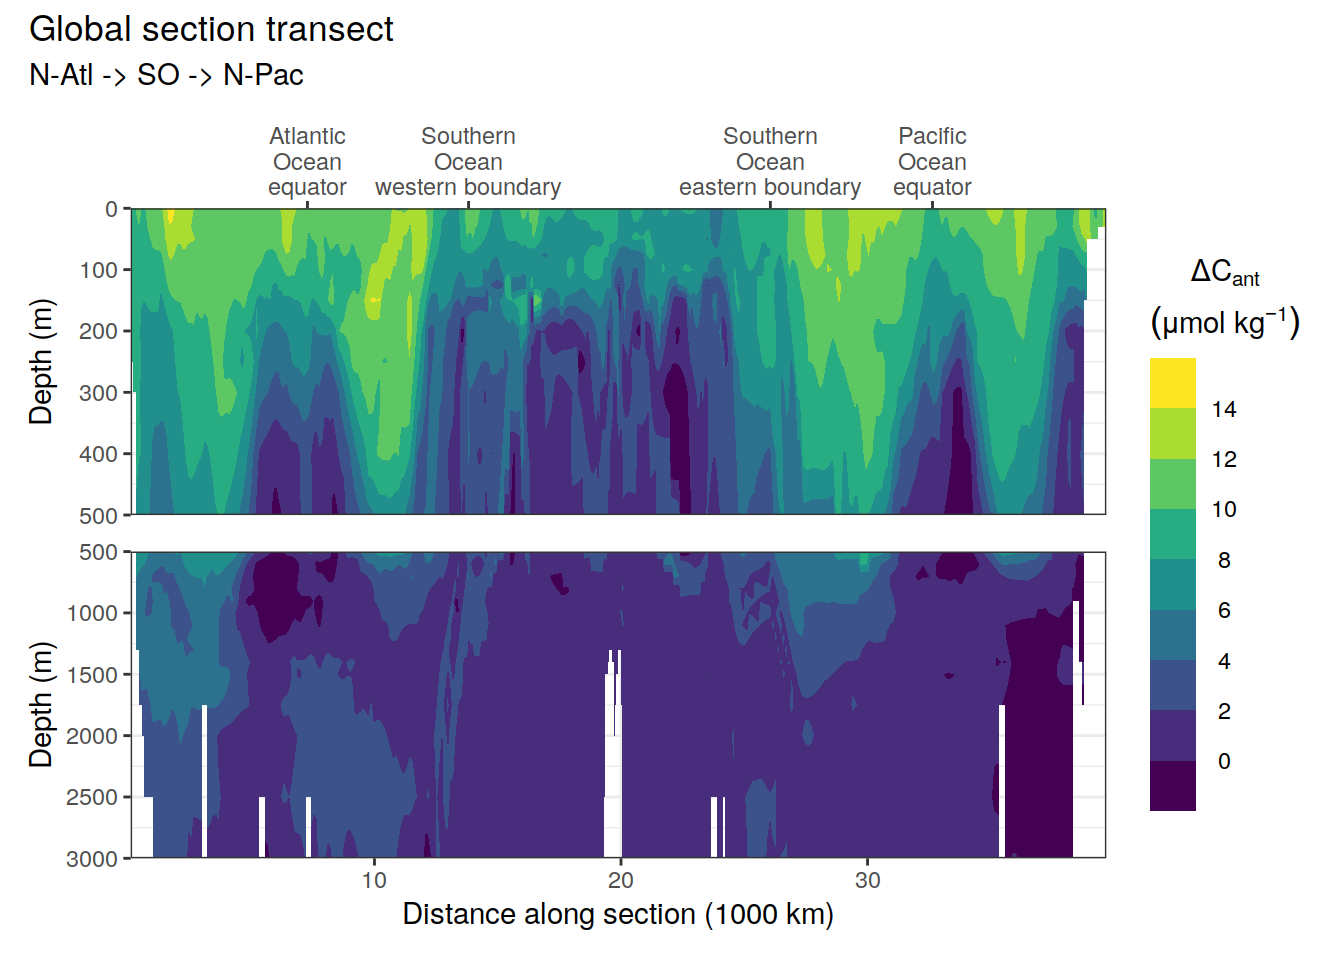 Global section transect
N-Atl -> SO -> N-Pac
Atlantic Ocean equator
Southern Ocean western boundary
Southern Ocean eastern boundary
Pacific Ocean equator
0
100
200
300
400
500
Depth (m)
500
1000
1500
2000
2500
3000
Depth (m)
10 20 30
Distance along section (1000 km)
ΔCant
(μmol kg⁻¹)
14
12
10
8
6
4
2
0